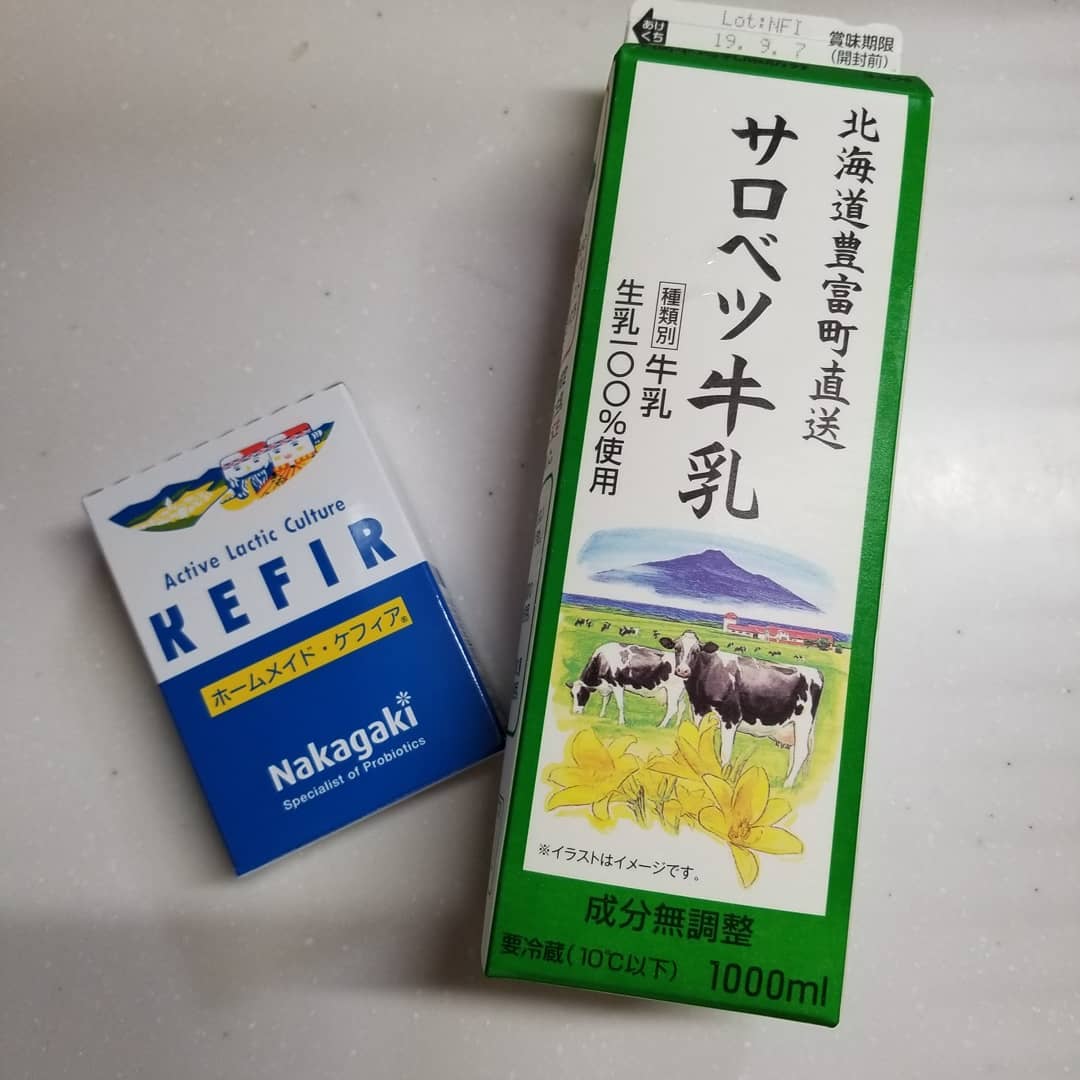 あけくち
Lot:NFI
19. 9. 7
賞味期限
(開封前)
北海道豊富町直送
サロベツ牛乳
種類別
牛乳
生乳一〇〇%使用
※イラストはイメージです。
成分無調整
要冷蔵(10℃以下)
1000ml
Active Lactic Culture
KEFIR
ホームメイド・ケフィア®
Nakagaki
Specialist of Probiotics